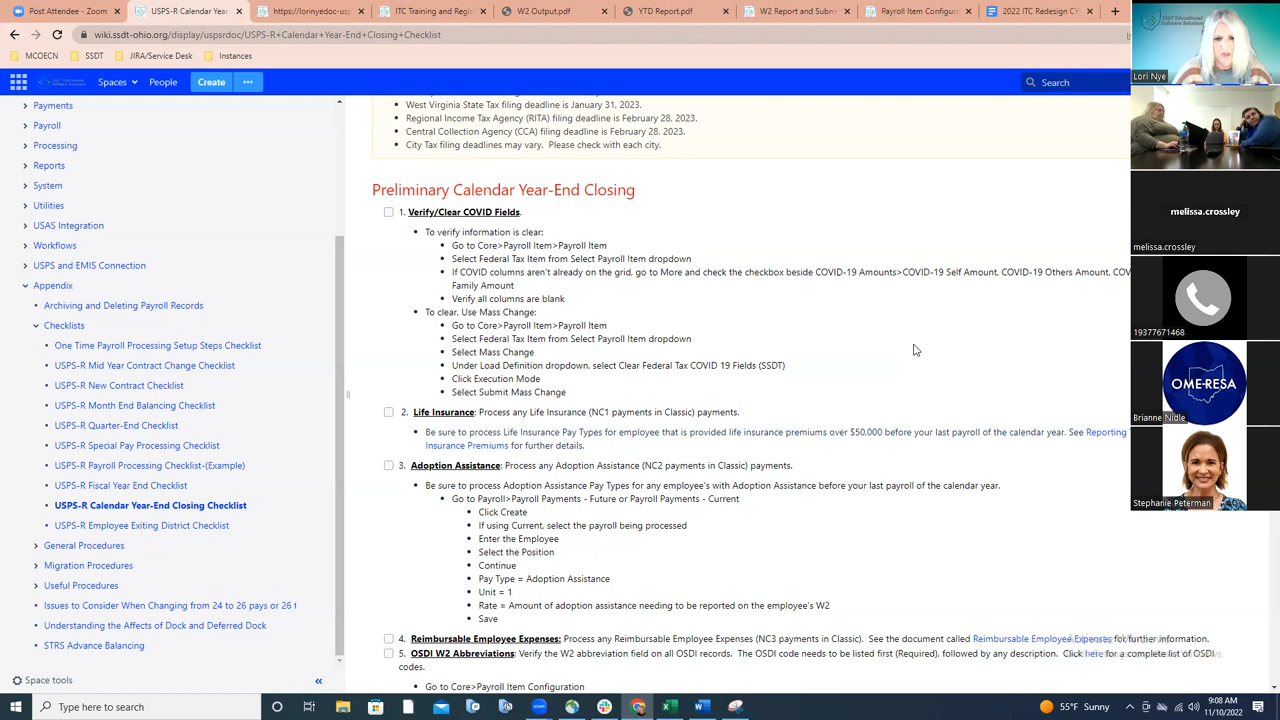 Post Attendee - Zoom
USPS-R Calendar Year-End
https://lorinyedoc-us
ITC Training and Reg
W2 Output.pdf
YTD Report.pdf
W2 Report and Submi
Payroll Item Configura
2022 ITC Redesign CY
wiki.ssdt-ohio.org/display/uspsrdoc/USPS-R+Calendar+Year-End+Closing+Checklist
MCOECN
SSDT
JIRA/Service Desk
Instances
Spaces
People
Create
Search
Payments
Payroll
Processing
Reports
System
Utilities
USAS Integration
Workflows
USPS and EMIS Connection
Appendix
Archiving and Deleting Payroll Records
Checklists
One Time Payroll Processing Setup Steps Checklist
USPS-R Mid Year Contract Change Checklist
USPS-R New Contract Checklist
USPS-R Month End Balancing Checklist
USPS-R Quarter-End Checklist
USPS-R Special Pay Processing Checklist
USPS-R Payroll Processing Checklist-(Example)
USPS-R Fiscal Year End Checklist
USPS-R Calendar Year-End Closing Checklist
USPS-R Employee Exiting District Checklist
General Procedures
Migration Procedures
Useful Procedures
Issues to Consider When Changing from 24 to 26 pays or 26 t
Understanding the Affects of Dock and Deferred Dock
STRS Advance Balancing
Space tools
West Virginia State Tax filing deadline is January 31, 2023.
Regional Income Tax Agency (RITA) filing deadline is February 28, 2023.
Central Collection Agency (CCA) filing deadline is February 28, 2023.
City Tax filing deadlines may vary. Please check with each city.
Preliminary Calendar Year-End Closing
1. Verify/Clear COVID Fields.
To verify information is clear:
Go to Core>Payroll Item>Payroll Item
Select Federal Tax Item from Select Payroll Item dropdown
If COVID columns aren't already on the grid, go to More and check the checkbox beside COVID-19 Amounts>COVID-19 Self Amount, COVID-19 Others Amount, COV
Family Amount
Verify all columns are blank
To clear, Use Mass Change:
Go to Core>Payroll Item>Payroll Item
Select Federal Tax Item from Select Payroll Item dropdown
Select Mass Change
Under Load Definition dropdown, select Clear Federal Tax COVID 19 Fields (SSDT)
Click Execution Mode
Select Submit Mass Change
2. Life Insurance: Process any Life Insurance (NC1 payments in Classic) payments.
Be sure to process Life Insurance Pay Types for employee that is provided life insurance premiums over $50,000 before your last payroll of the calendar year. See Reporting
Insurance Premiums for further details.
3. Adoption Assistance: Process any Adoption Assistance (NC2 payments in Classic) payments.
Be sure to process Adoption Assistance Pay Types for any employee's with Adoption Assistance before your last payroll of the calendar year.
Go to Payroll>Payroll Payments - Future or Payroll Payments - Current
Click Create
If using Current, select the payroll being processed
Enter the Employee
Select the Position
Continue
Pay Type = Adoption Assistance
Unit = 1
Rate = Amount of adoption assistance needing to be reported on the employee's W2
Save
4. Reimbursable Employee Expenses: Process any Reimbursable Employee Expenses (NC3 payments in Classic). See the document called Reimbursable Employee Expenses for further information.
5. OSDI W2 Abbreviations: Verify the W2 abbreviation field on all OSDI records. The OSDI code needs to be listed first (Required), followed by any description. Click here for a complete list of OSDI
codes.
Go to Core>Payroll Item Configuration
SSDT Educational
Software Solutions
Lori Nye
melissa.crossley
melissa.crossley
19377671468
OME-RESA
Brianne Nidle
Stephanie Peterman
Type here to search
55°F Sunny
9:08 AM
11/10/2022